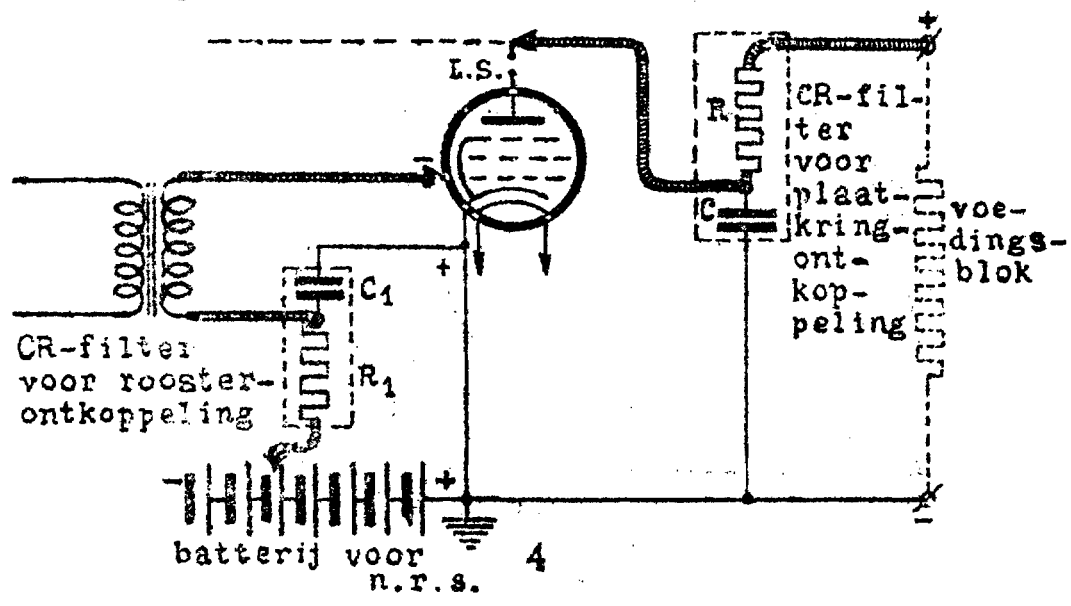 +
L.S.
R
CR-fil-
ter
voor
plaat-
kring-
ont-
kop-
peling
C
voe-
dings-
blok
-
+
C1
R1
CR-filter
voor rooster-
ontkoppeling
-
+
-
batterij voor
n.r.s.
4